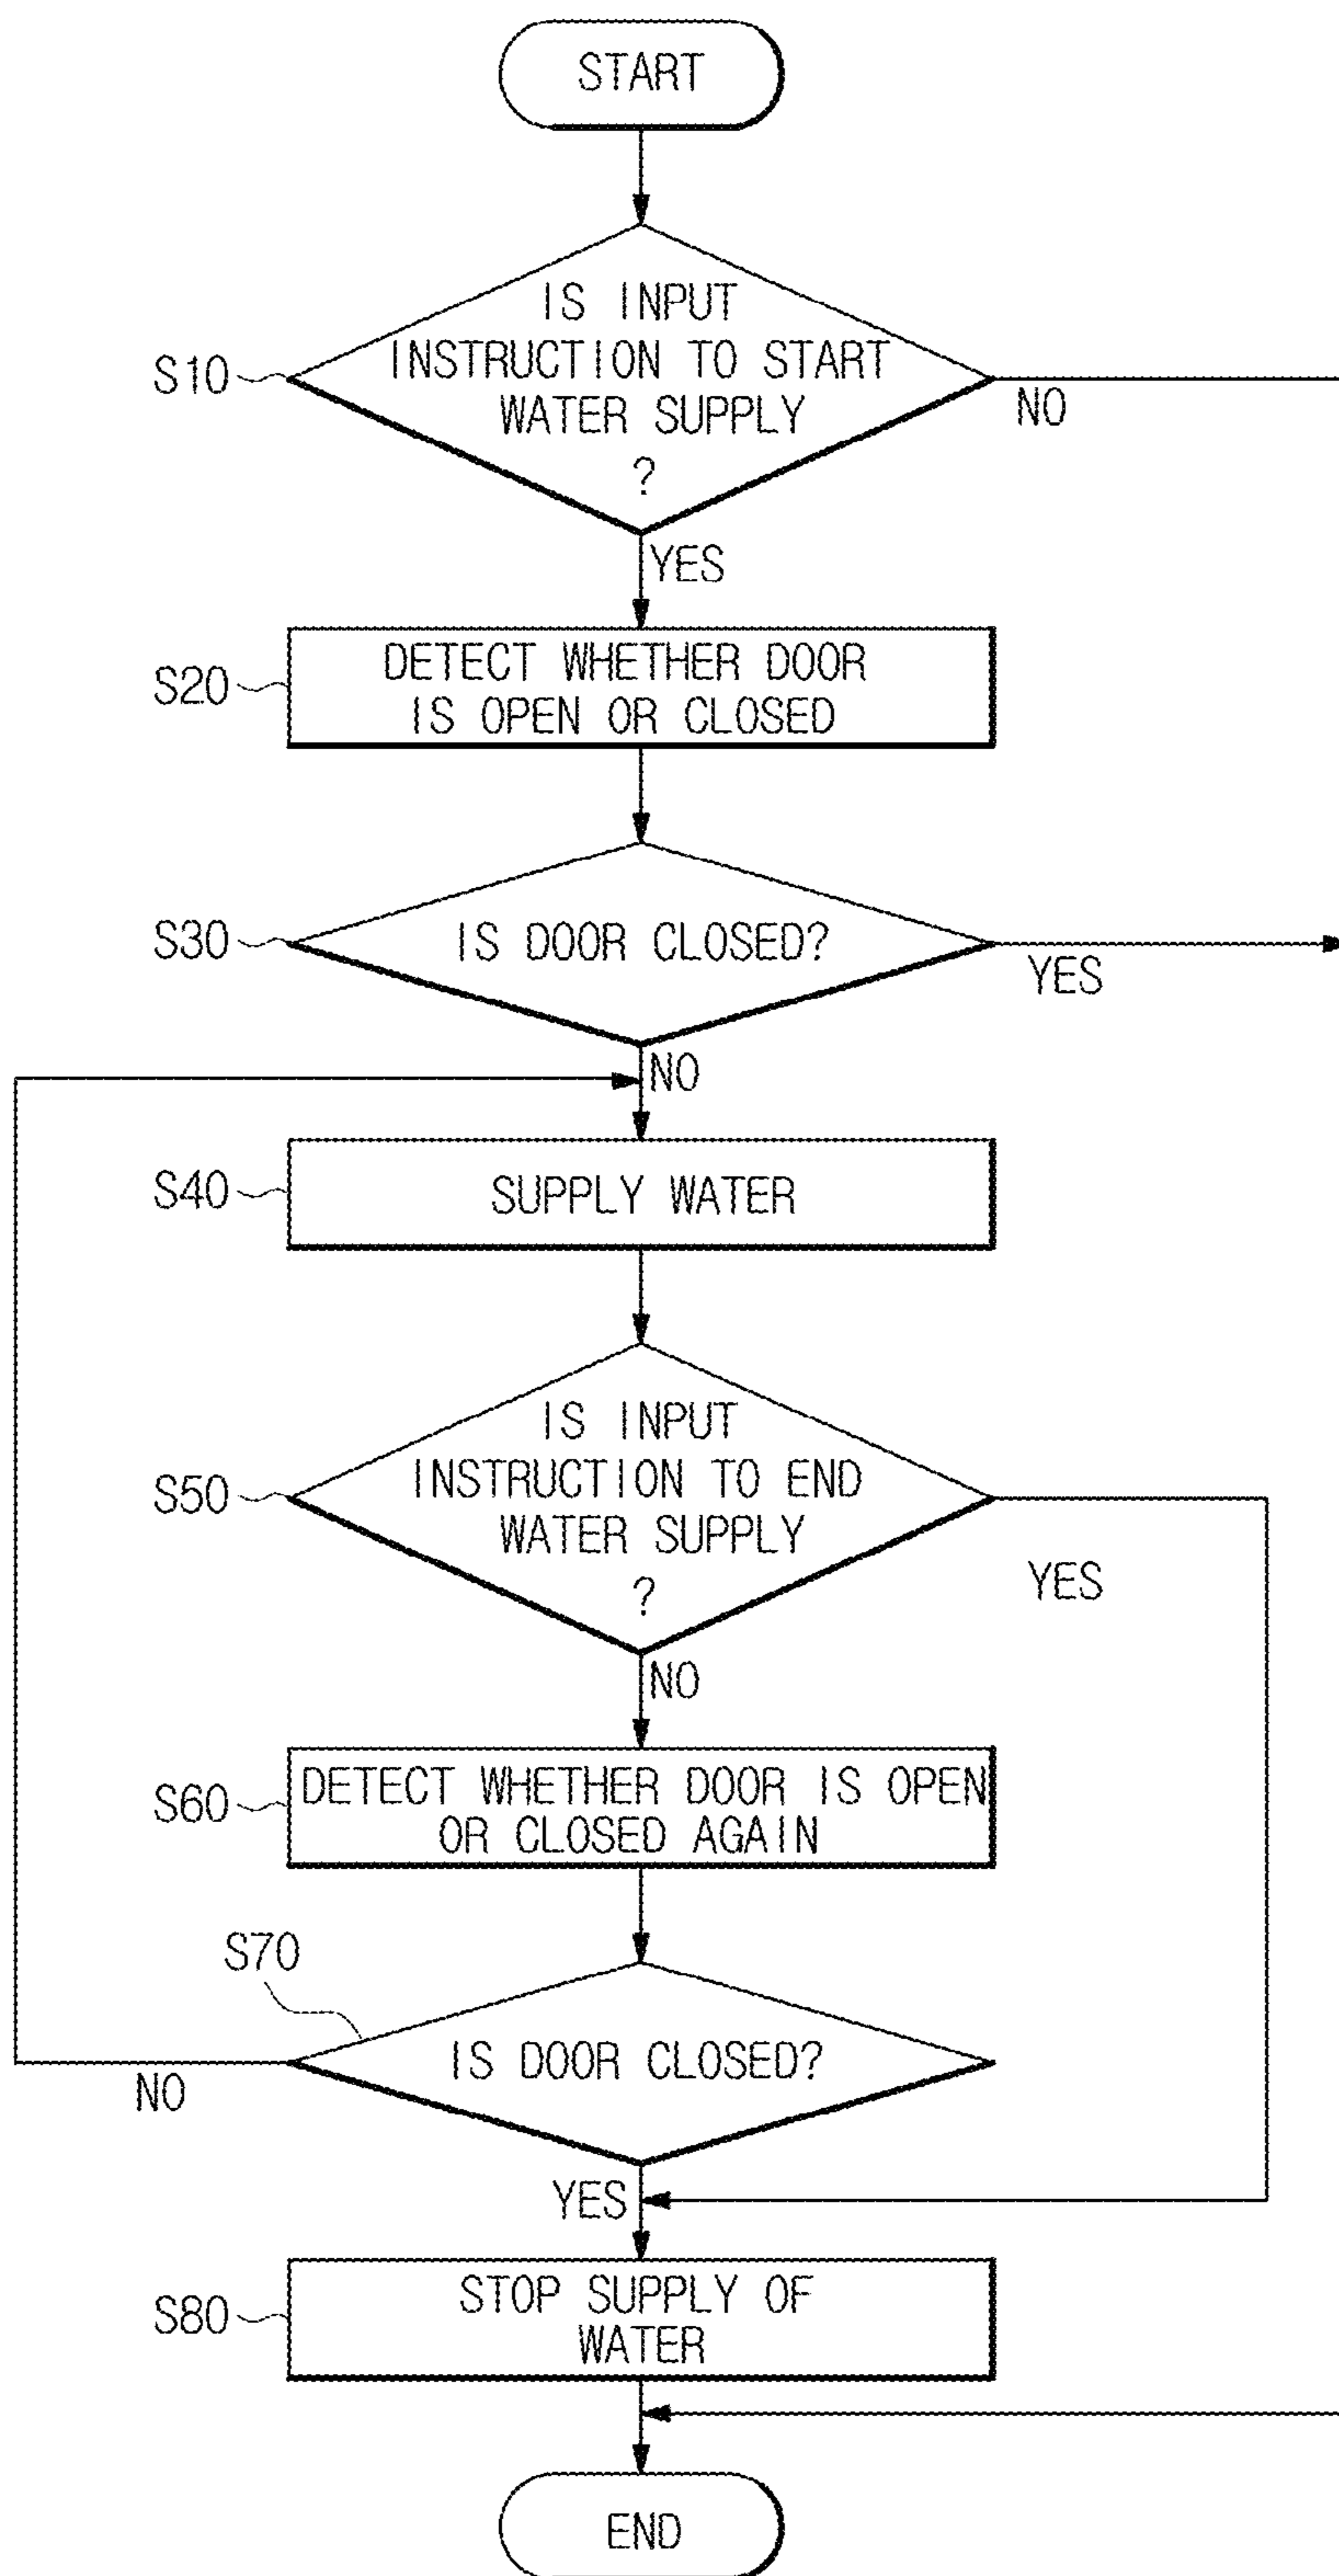 START
IS INPUT
INSTRUCTION TO START
WATER SUPPLY
?
S10
NO
YES
DETECT WHETHER DOOR
IS OPEN OR CLOSED
S20
IS DOOR CLOSED?
S30
YES
NO
SUPPLY WATER
S40
IS INPUT
INSTRUCTION TO END
WATER SUPPLY
?
S50
YES
NO
DETECT WHETHER DOOR IS OPEN
OR CLOSED AGAIN
S60
S70
IS DOOR CLOSED?
NO
YES
STOP SUPPLY OF
WATER
S80
END